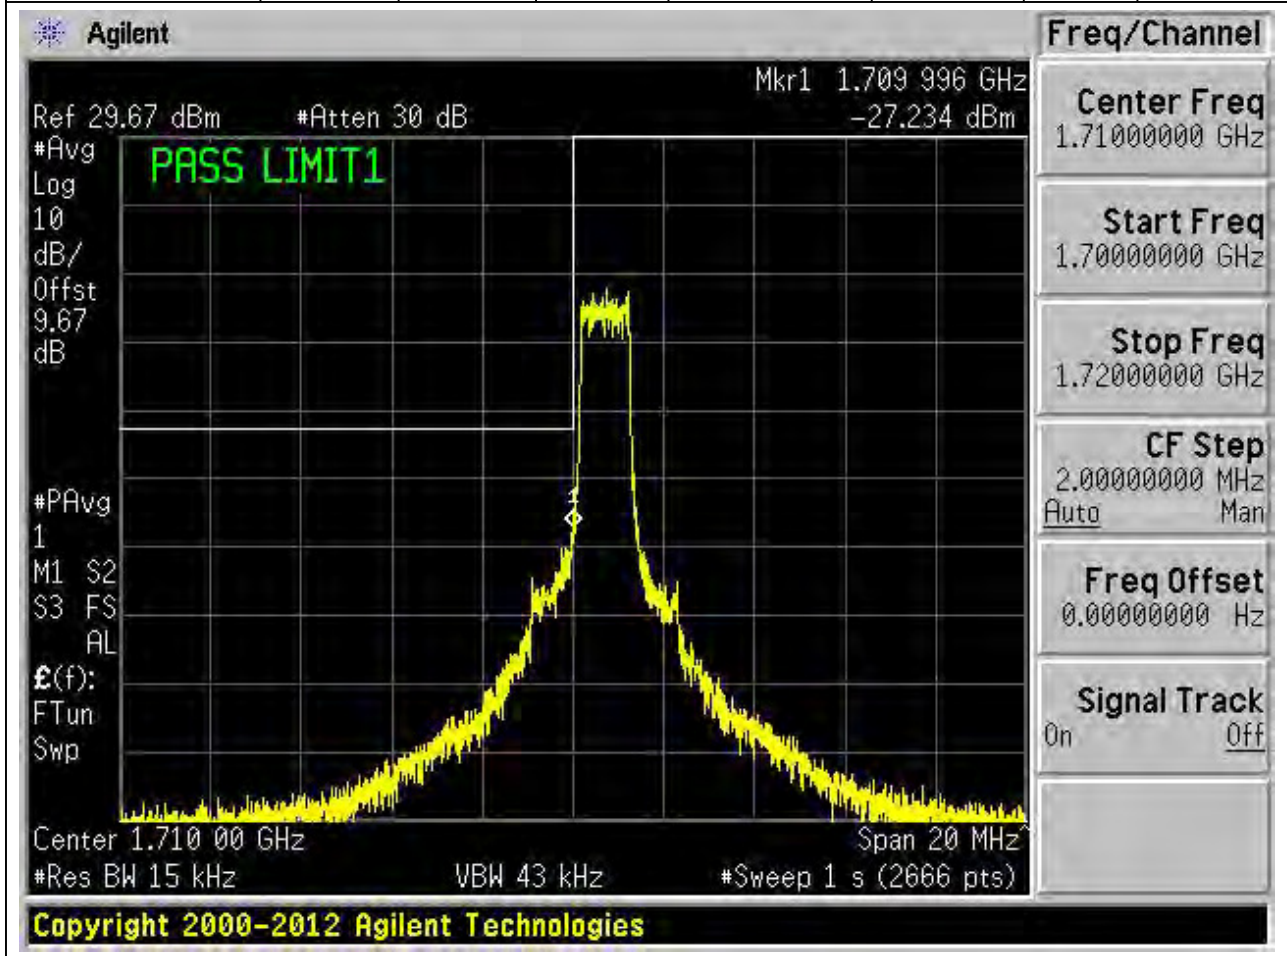 Agilent
Freq/Channel
Mkr1 1.709 996 GHz
Ref 29.67 dBm #Atten 30 dB -27.234 dBm
#Avg
Log
10
dB/
Offst
9.67
dB
PASS LIMIT1
1
#PAvg
1
M1 S2
S3 FS
AL
£(f):
FTun
Swp
Center 1.710 00 GHz Span 20 MHz^
#Res BW 15 kHz VBW 43 kHz #Sweep 1 s (2666 pts)
Copyright 2000-2012 Agilent Technologies
Center Freq
1.71000000 GHz
Start Freq
1.70000000 GHz
Stop Freq
1.72000000 GHz
CF Step
2.00000000 MHz
Auto Man
Freq Offset
0.00000000 Hz
Signal Track
On Off